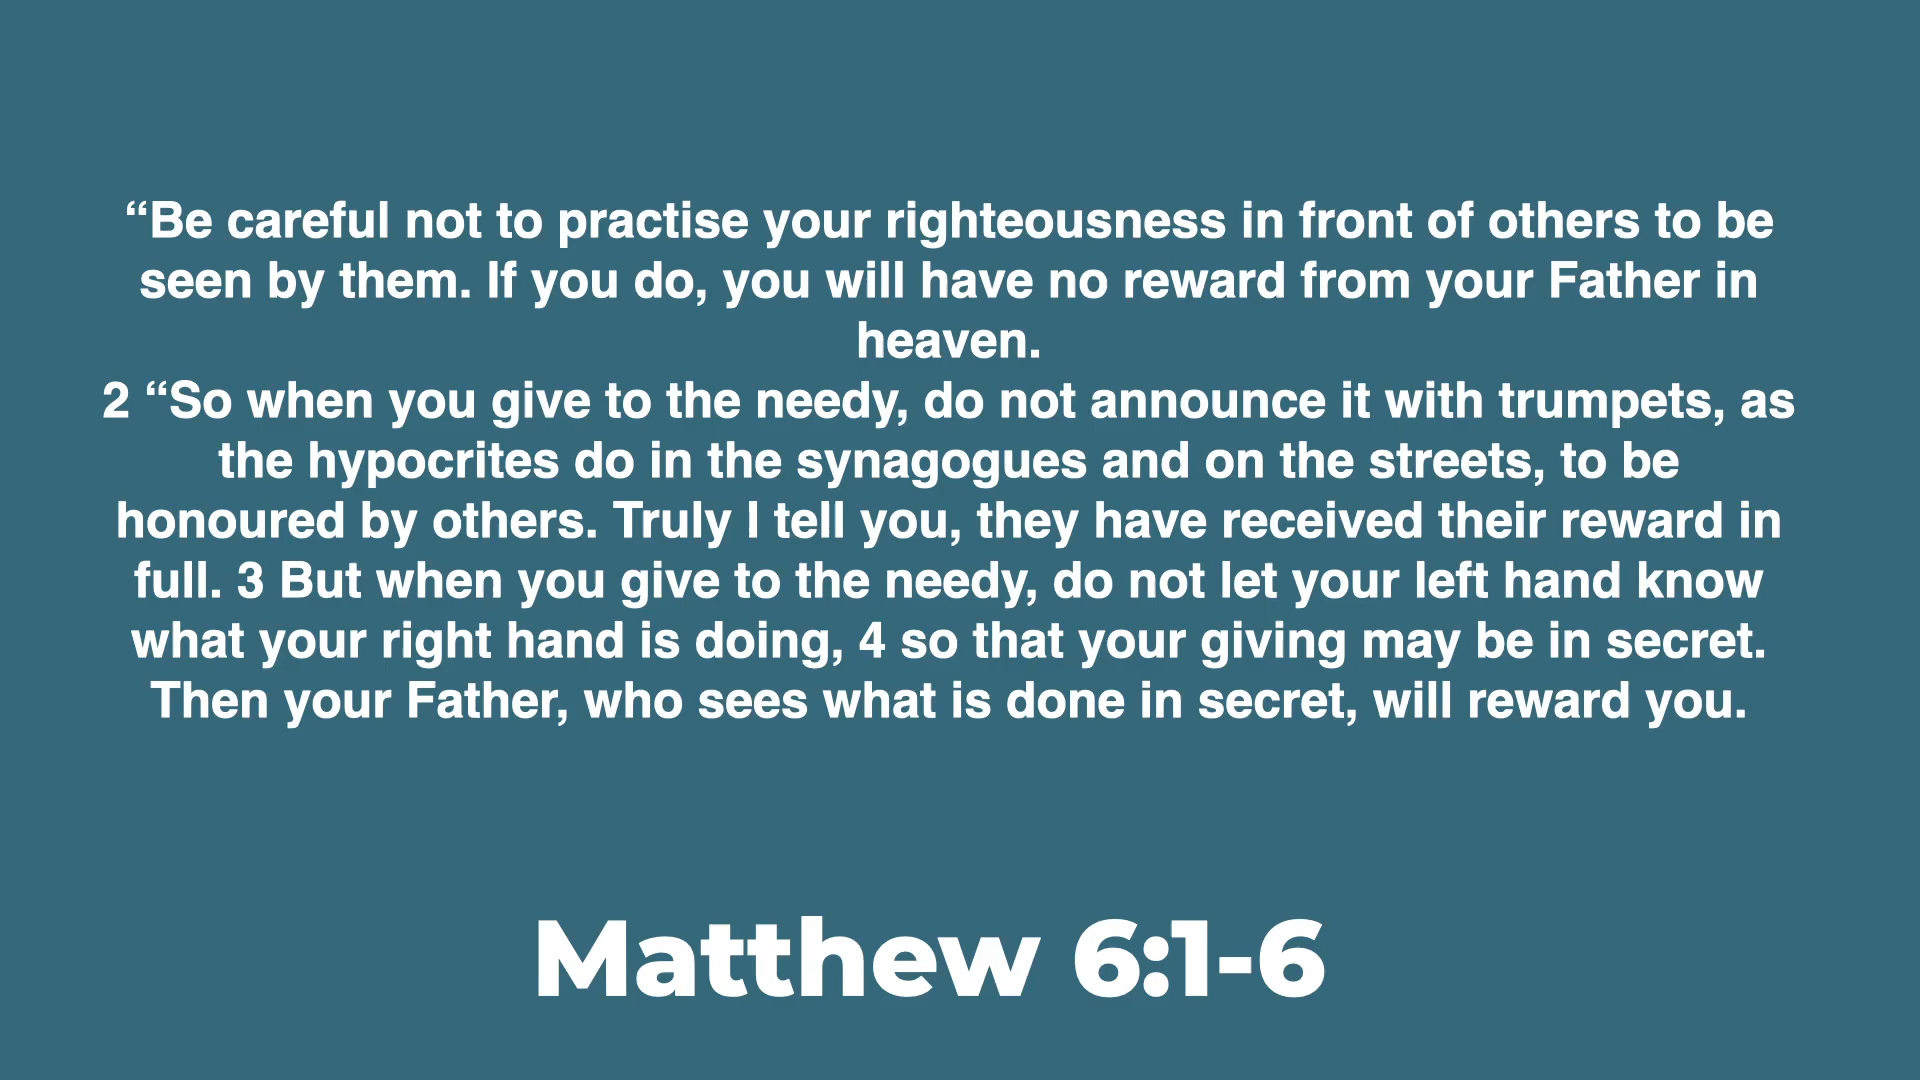 “Be careful not to practise your righteousness in front of others to be
seen by them. If you do, you will have no reward from your Father in
heaven.
2 “So when you give to the needy, do not announce it with trumpets, as
the hypocrites do in the synagogues and on the streets, to be
honoured by others. Truly I tell you, they have received their reward in
full. 3 But when you give to the needy, do not let your left hand know
what your right hand is doing, 4 so that your giving may be in secret.
Then your Father, who sees what is done in secret, will reward you.
Matthew 6:1-6